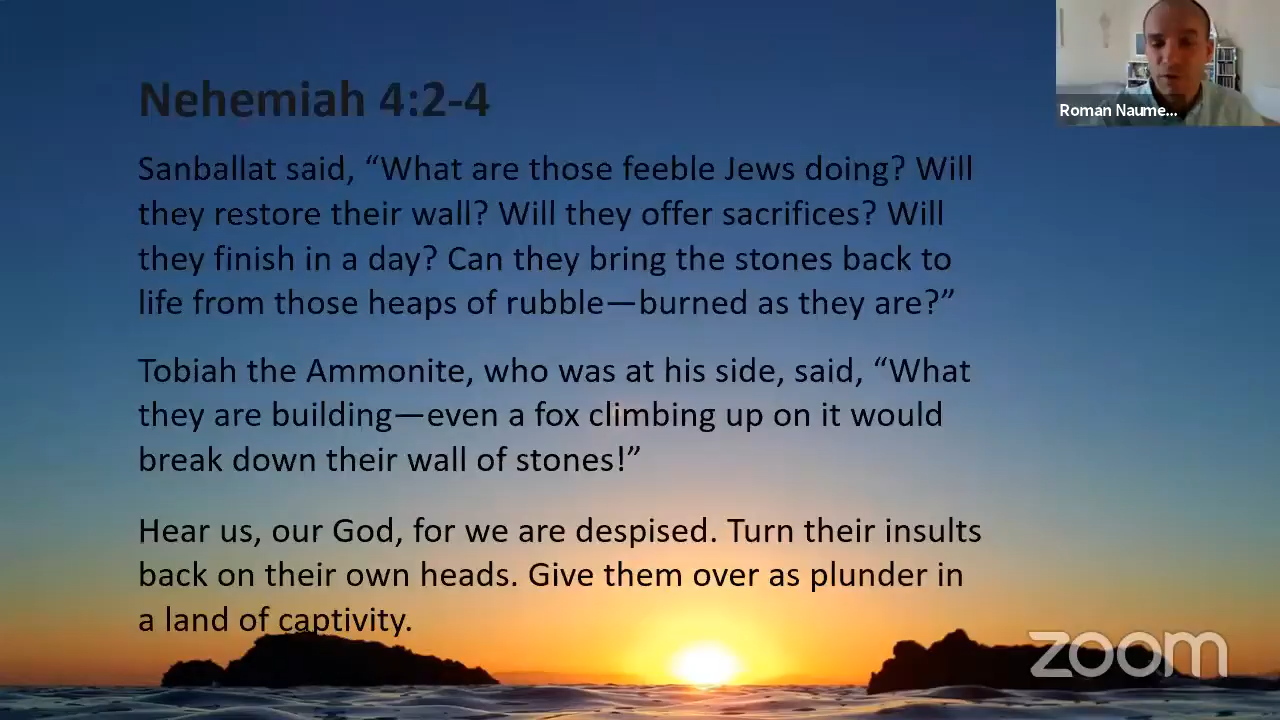 Nehemiah 4:2-4
Roman Naume...
Sanballat said, “What are those feeble Jews doing? Will
they restore their wall? Will they offer sacrifices? Will
they finish in a day? Can they bring the stones back to
life from those heaps of rubble—burned as they are?”
Tobiah the Ammonite, who was at his side, said, “What
they are building—even a fox climbing up on it would
break down their wall of stones!”
Hear us, our God, for we are despised. Turn their insults
back on their own heads. Give them over as plunder in
a land of captivity.
zoom